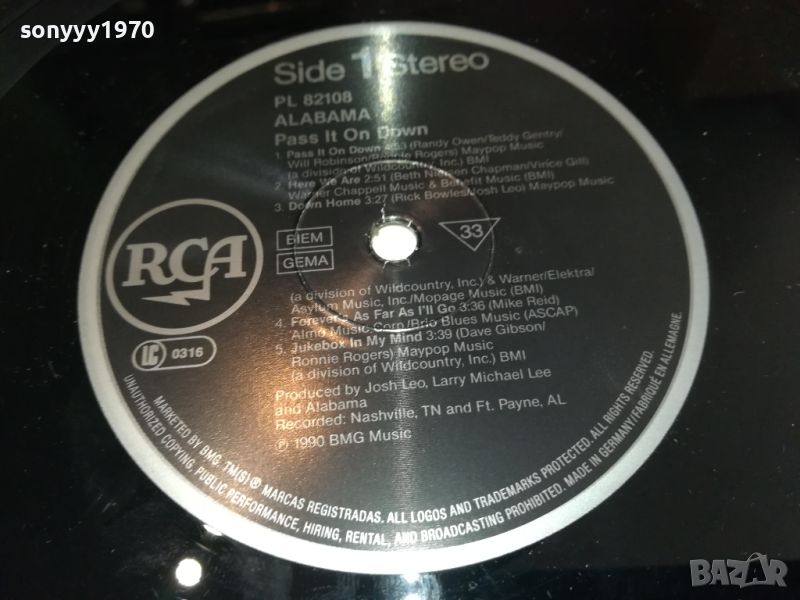 sonyyy1970
Side 1 Stereo
PL 82108
ALABAMA
Pass It On Down
1. Pass It On Down (Randy Owen/Teddy Gentry/
Will Robinson/Ronnie Rogers) Maypop Music
(a division of Wildcountry, Inc.) BMI
2. Here We Are 2:51 (Beth Nielsen Chapman/Vince Gill)
Warner Chappell Music & Benefit Music (BMI)
3. Down Home 3:27 (Rick Bowles/Josh Leo) Maypop Music
RCA
BIEM
GEMA
33
(a division of Wildcountry, Inc.) & Warner/Elektra/
Asylum Music, Inc./Mopage Music (BMI)
4. Forever's As Far As I'll Go 3:36 (Mike Reid)
Almo Music Corp/Brio Blues Music (ASCAP)
5. Jukebox In My Mind 3:39 (Dave Gibson/
Ronnie Rogers) Maypop Music
(a division of Wildcountry, Inc.) BMI
LC 0316
Produced by Josh Leo, Larry Michael Lee
and Alabama
Recorded: Nashville, TN and Ft. Payne, AL
℗ 1990 BMG Music
MARKETED BY BMG. TM(S) ® MARCAS REGISTRADAS. ALL LOGOS AND TRADEMARKS PROTECTED. ALL RIGHTS RESERVED.
UNAUTHORIZED COPYING, PUBLIC PERFORMANCE, HIRING, RENTAL, AND BROADCASTING PROHIBITED. MADE IN GERMANY/FABRIQUÉ EN ALLEMAGNE.
BAZAR